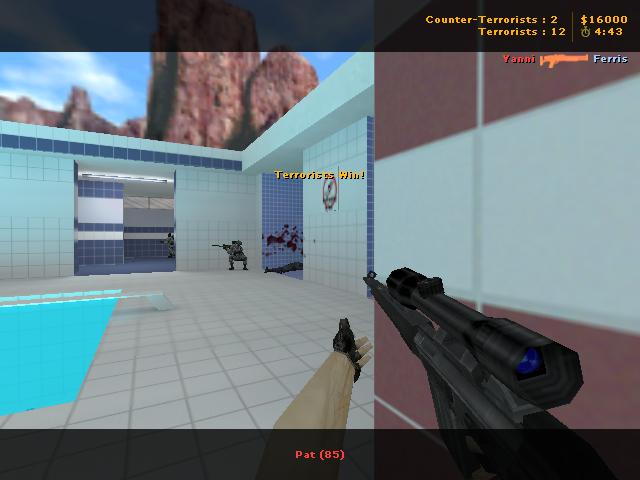 Counter-Terrorists : 2 $16000
Terrorists : 12 4:43
Yanni Ferris
Terrorists Win!
Pat (85)